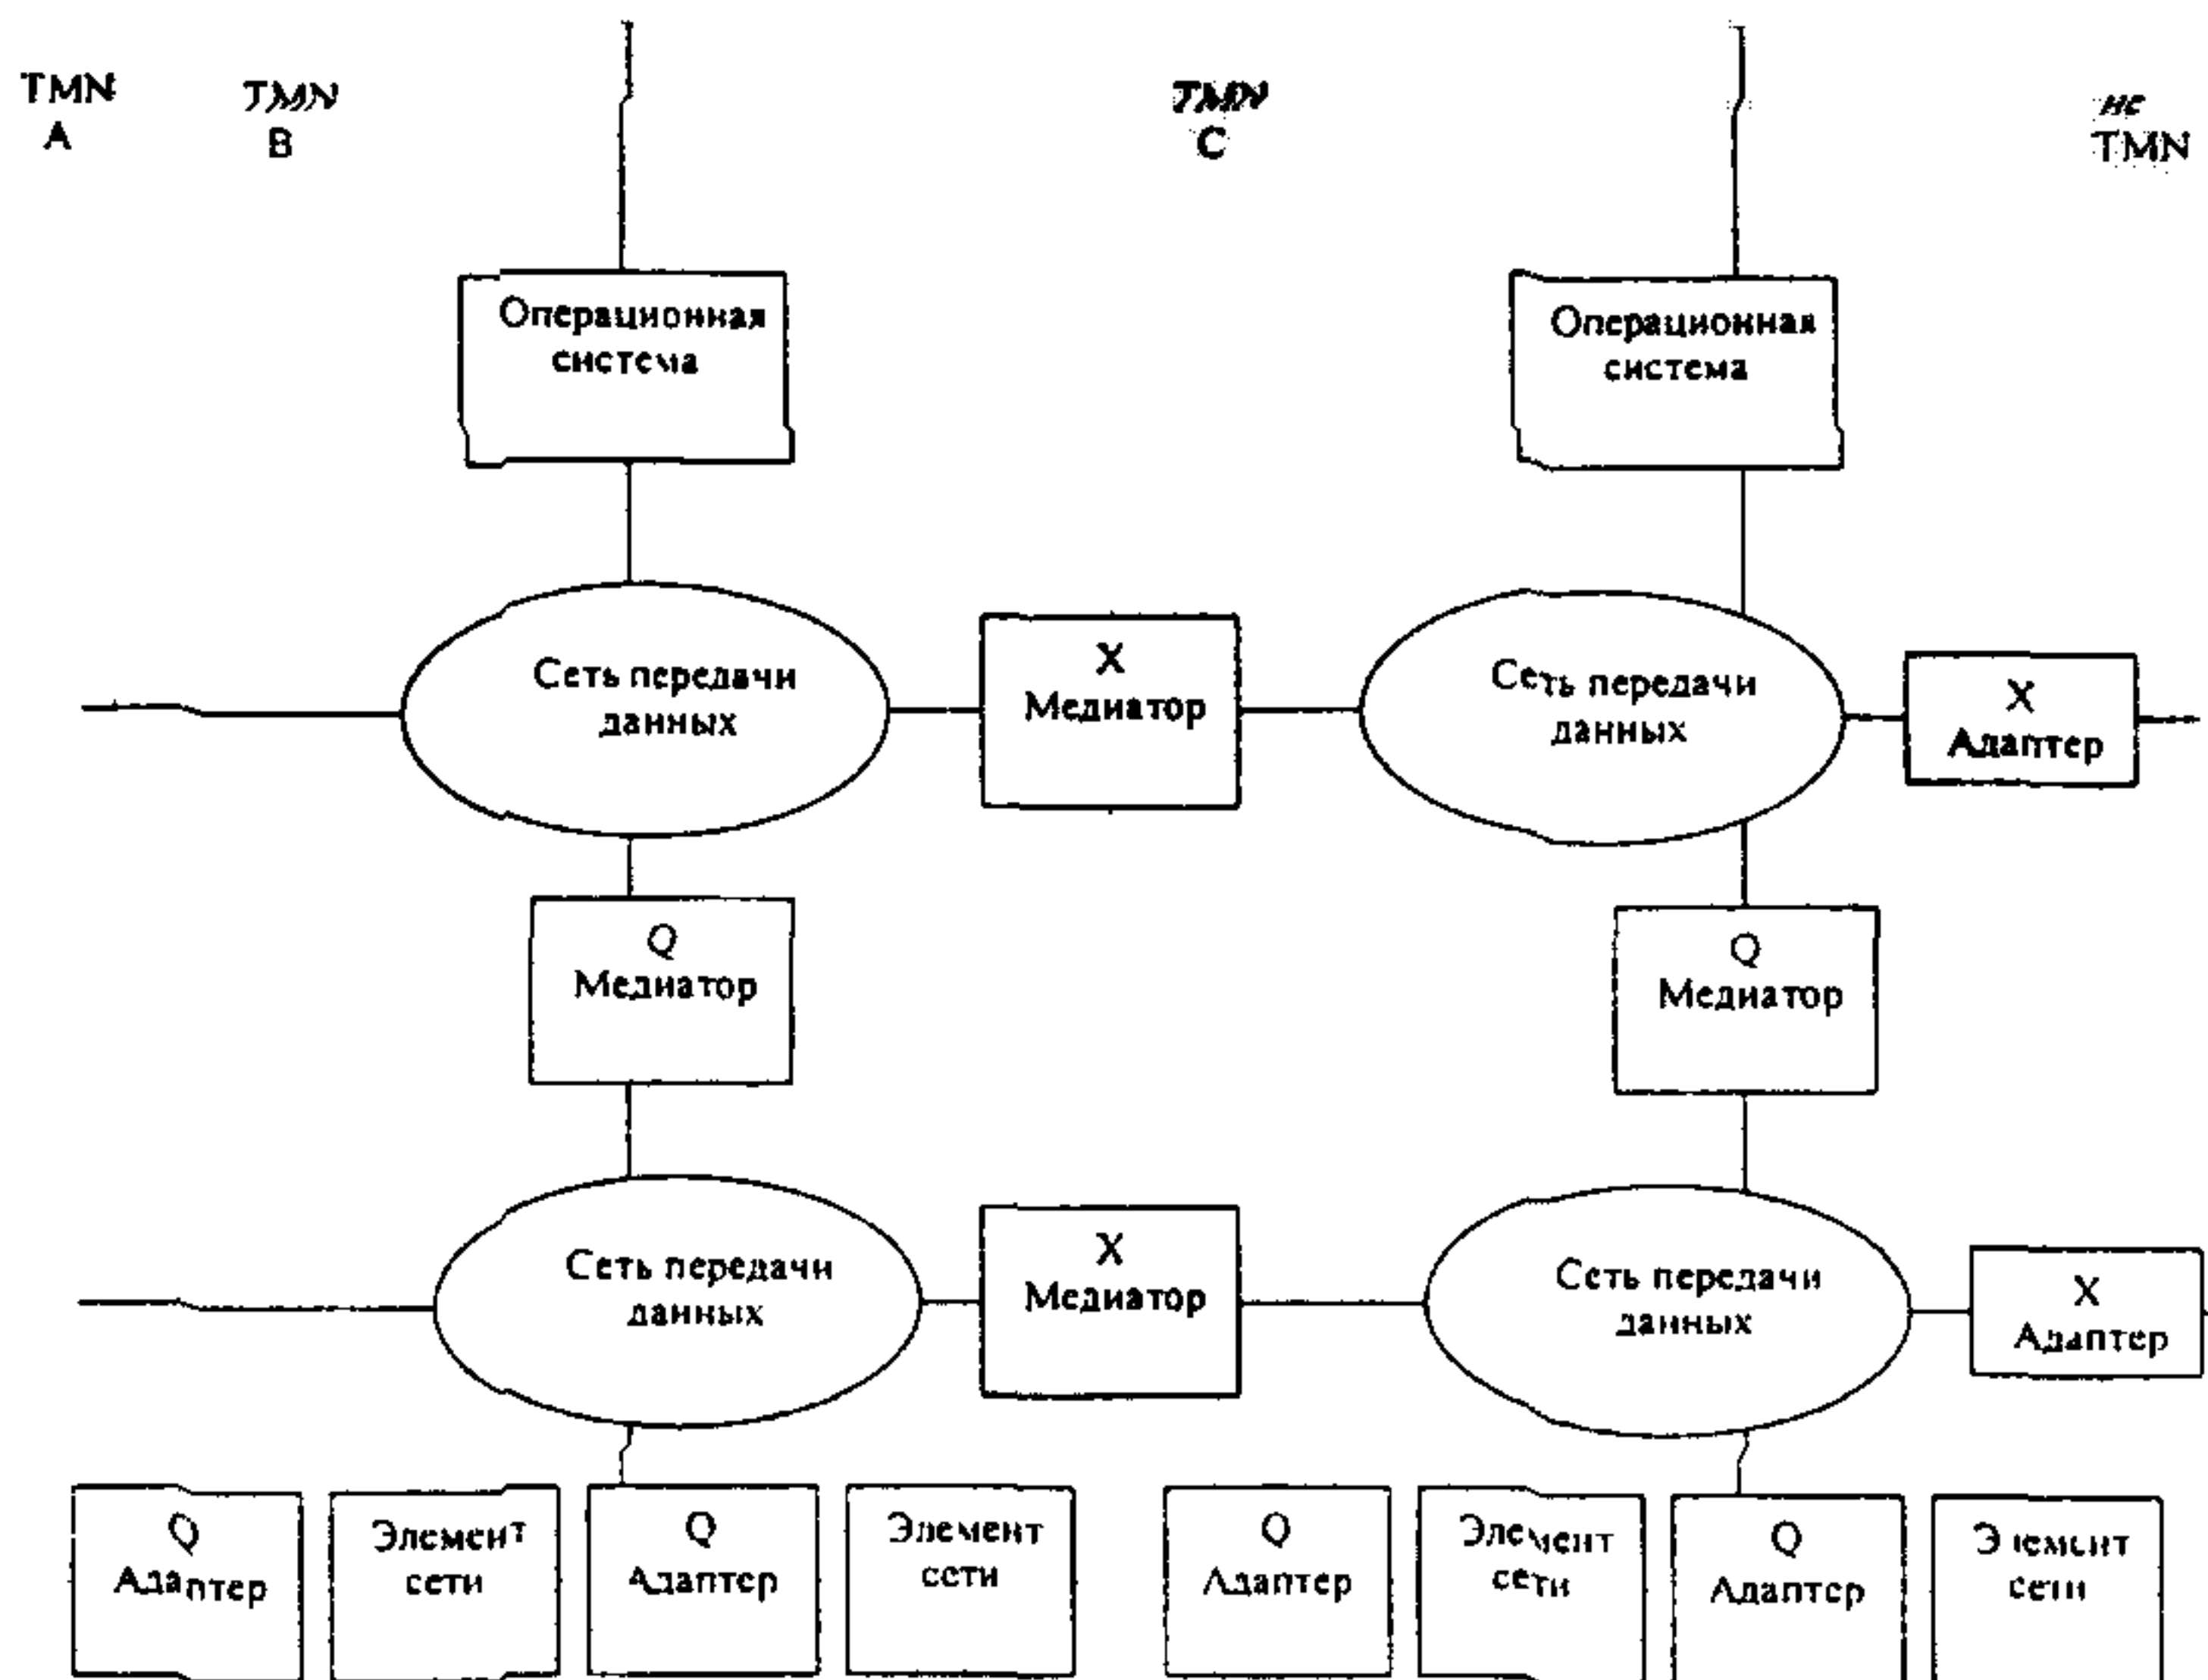 TMN
A
TMN
B
TMN
C
не
TMN
Операционная
система
Операционная
система
Сеть передачи
данных
X
Медиатор
Сеть передачи
данных
X
Адаптер
Q
Медиатор
Q
Медиатор
Сеть передачи
данных
X
Медиатор
Сеть передачи
данных
X
Адаптер
Q
Адаптер
Элемент
сети
Q
Адаптер
Элемент
сети
Q
Адаптер
Элемент
сети
Q
Адаптер
Элемент
сети